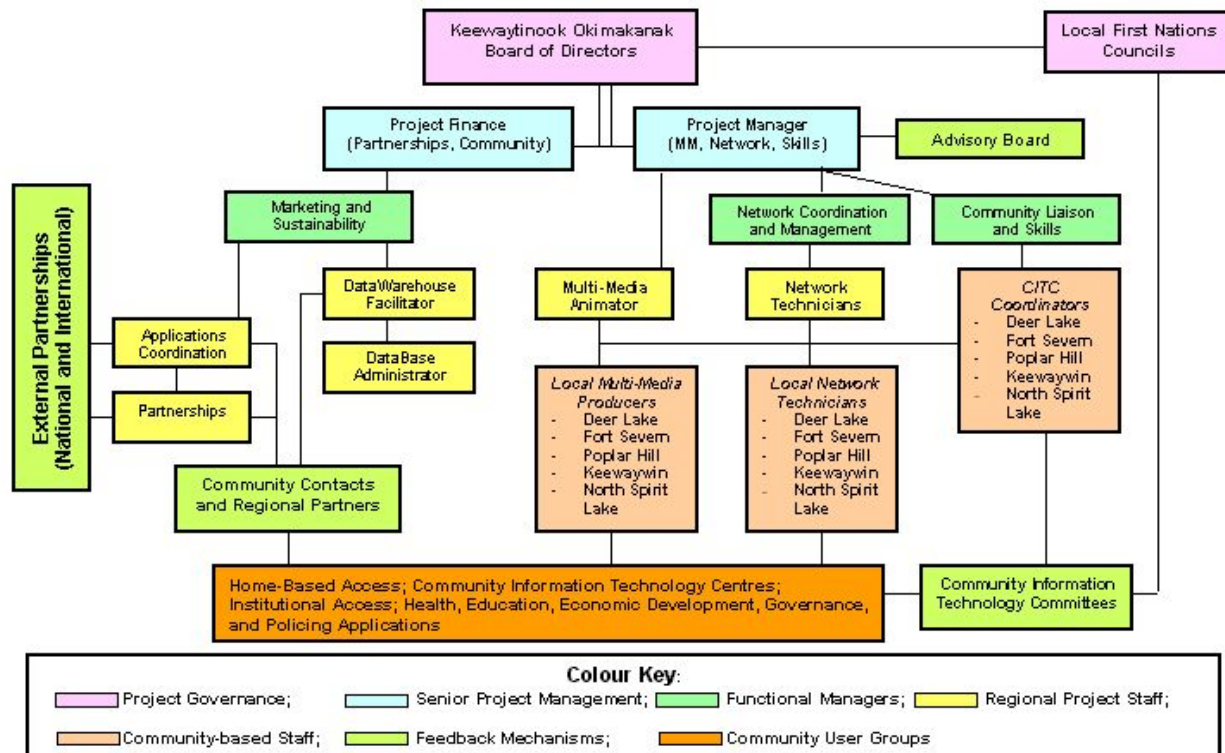 Keewaytinook Okimakanak
Board of Directors
Local First Nations
Councils
Project Finance
(Partnerships, Community)
Project Manager
(MM, Network, Skills)
Advisory Board
External Partnerships
(National and International)
Marketing and
Sustainability
Network Coordination
and Management
Community Liaison
and Skills
DataWarehouse
Facilitator
Multi-Media
Animator
Network
Technicians
CITC
Coordinators
- Deer Lake
- Fort Severn
- Poplar Hill
- Keewaywin
- North Spirit
Lake
Applications
Coordination
DataBase
Administrator
Partnerships
Local Multi-Media
Producers
- Deer Lake
- Fort Severn
- Poplar Hill
- Keewaywin
- North Spirit
Lake
Local Network
Technicians
- Deer Lake
- Fort Severn
- Poplar Hill
- Keewaywin
- North Spirit
Lake
Community Contacts
and Regional Partners
Home-Based Access; Community Information Technology Centres;
Institutional Access; Health, Education, Economic Development, Governance,
and Policing Applications
Community Information
Technology Committees
Colour Key:
Project Governance;
Senior Project Management;
Functional Managers;
Regional Project Staff;
Community-based Staff;
Feedback Mechanisms;
Community User Groups